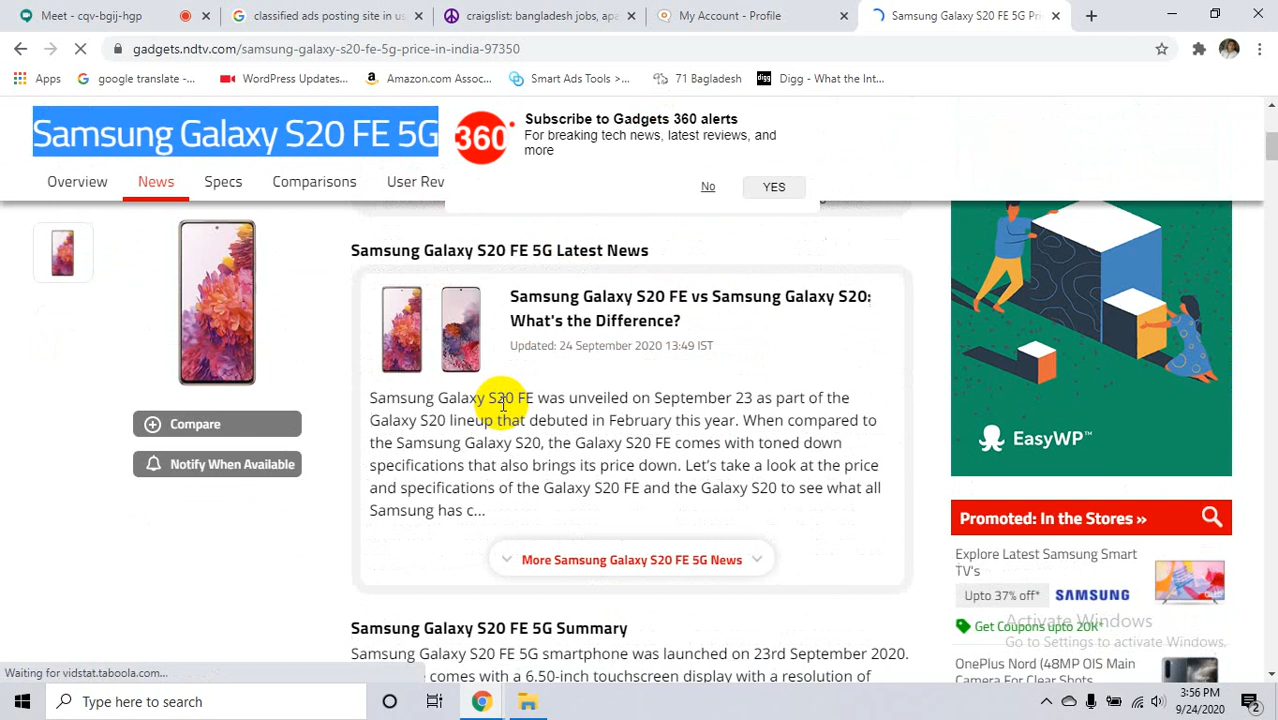 Meet - cqv-bgij-hgp
classified ads posting site in us
craigslist: bangladesh jobs, apa
My Account - Profile
Samsung Galaxy S20 FE 5G Pri
gadgets.ndtv.com/samsung-galaxy-s20-fe-5g-price-in-india-97350
Apps
google translate -...
WordPress Updates...
Amazon.com Assoc...
Smart Ads Tools >...
71 Bagladesh
Digg - What the Int...
Samsung Galaxy S20 FE 5G
360
Subscribe to Gadgets 360 alerts
For breaking tech news, latest reviews, and
more
No
YES
Overview
News
Specs
Comparisons
User Rev
Samsung Galaxy S20 FE 5G Latest News
Samsung Galaxy S20 FE vs Samsung Galaxy S20:
What's the Difference?
Updated: 24 September 2020 13:49 IST
Samsung Galaxy S20 FE was unveiled on September 23 as part of the
Galaxy S20 lineup that debuted in February this year. When compared to
the Samsung Galaxy S20, the Galaxy S20 FE comes with toned down
specifications that also brings its price down. Let's take a look at the price
and specifications of the Galaxy S20 FE and the Galaxy S20 to see what all
Samsung has c...
More Samsung Galaxy S20 FE 5G News
Compare
Notify When Available
Samsung Galaxy S20 FE 5G Summary
Samsung Galaxy S20 FE 5G smartphone was launched on 23rd September 2020.
comes with a 6.50-inch touchscreen display with a resolution of
EasyWP™
Promoted: In the Stores »
Explore Latest Samsung Smart
TV's
Upto 37% off*
SAMSUNG
Get Coupons upto 20K*
OnePlus Nord (48MP OIS Main
Camera For Clear Shots
Activate Windows
Go to Settings to activate Windows.
Waiting for vidstat.taboola.com...
Type here to search
3:56 PM
9/24/2020
2